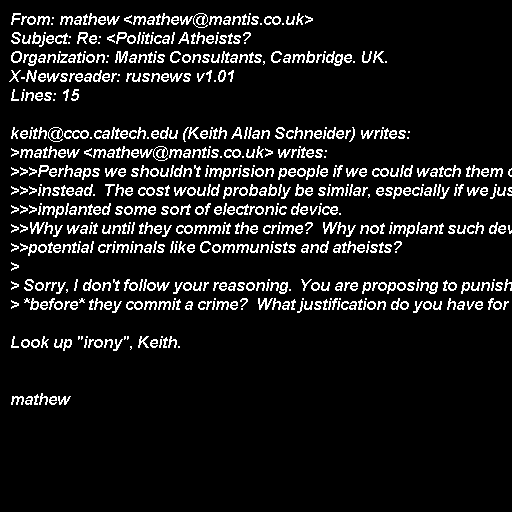 From: mathew <mathew@mantis.co.uk>
Subject: Re: <Political Atheists?
Organization: Mantis Consultants, Cambridge. UK.
X-Newsreader: rusnews v1.01
Lines: 15
keith@cco.caltech.edu (Keith Allan Schneider) writes:
>mathew <mathew@mantis.co.uk> writes:
>>>Perhaps we shouldn't imprision people if we could watch them
>>>instead.  The cost would probably be similar, especially if we
>>>implanted some sort of electronic device.
>>Why wait until they commit the crime?  Why not implant such
>>potential criminals like Communists and atheists?
>
> Sorry, I don't follow your reasoning.  You are proposing to punish
> *before* they commit a crime?  What justification do you have for
Look up "irony", Keith.
mathew